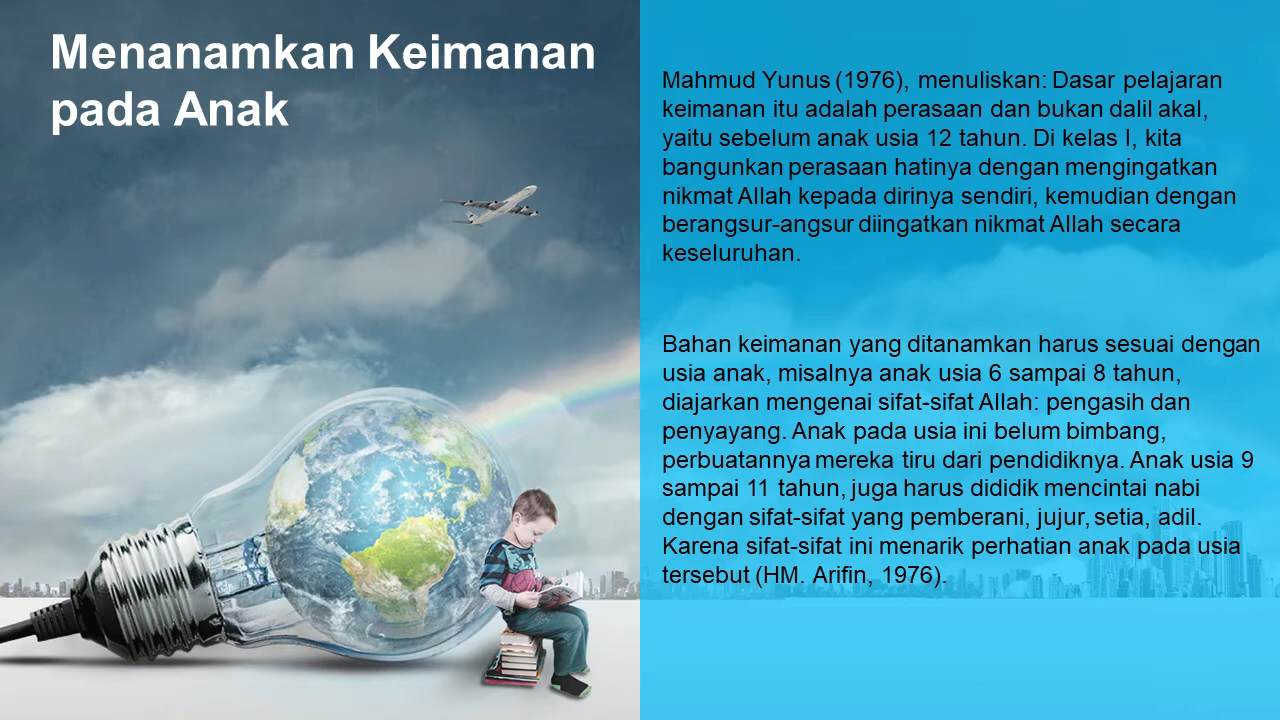 Menanamkan Keimanan
pada Anak
Mahmud Yunus (1976), menuliskan: Dasar pelajaran
keimanan itu adalah perasaan dan bukan dalil akal,
yaitu sebelum anak usia 12 tahun. Di kelas I, kita
bangunkan perasaan hatinya dengan mengingatkan
nikmat Allah kepada dirinya sendiri, kemudian dengan
berangsur-angsur diingatkan nikmat Allah secara
keseluruhan.
Bahan keimanan yang ditanamkan harus sesuai dengan
usia anak, misalnya anak usia 6 sampai 8 tahun,
diajarkan mengenai sifat-sifat Allah: pengasih dan
penyayang. Anak pada usia ini belum bimbang,
perbuatannya mereka tiru dari pendidiknya. Anak usia 9
sampai 11 tahun, juga harus dididik mencintai nabi
dengan sifat-sifat yang pemberani, jujur, setia, adil.
Karena sifat-sifat ini menarik perhatian anak pada usia
tersebut (HM. Arifin, 1976).